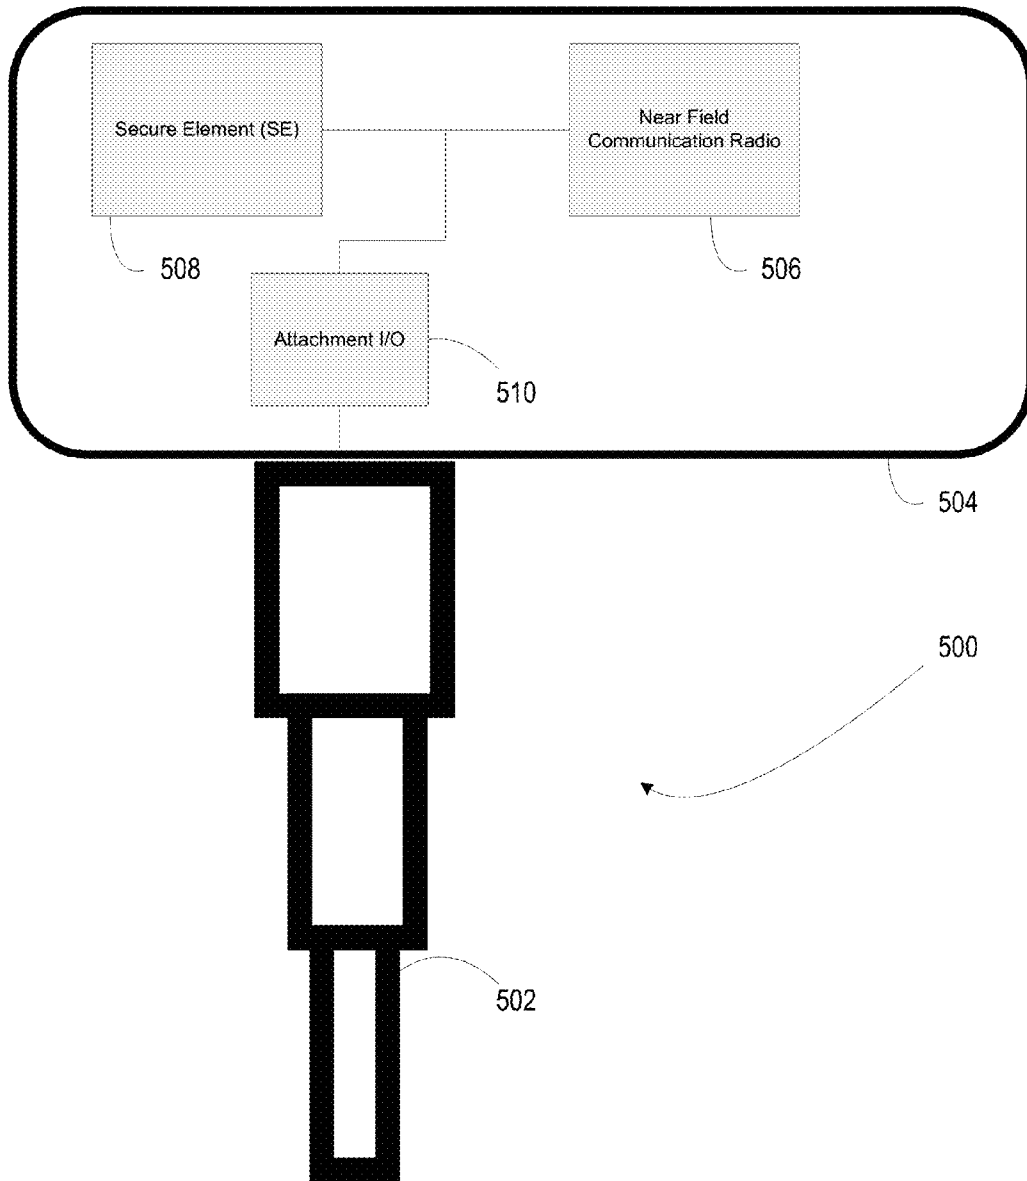 Secure Element (SE)
Near Field
Communication Radio
508
506
Attachment I/O
510
504
500
502